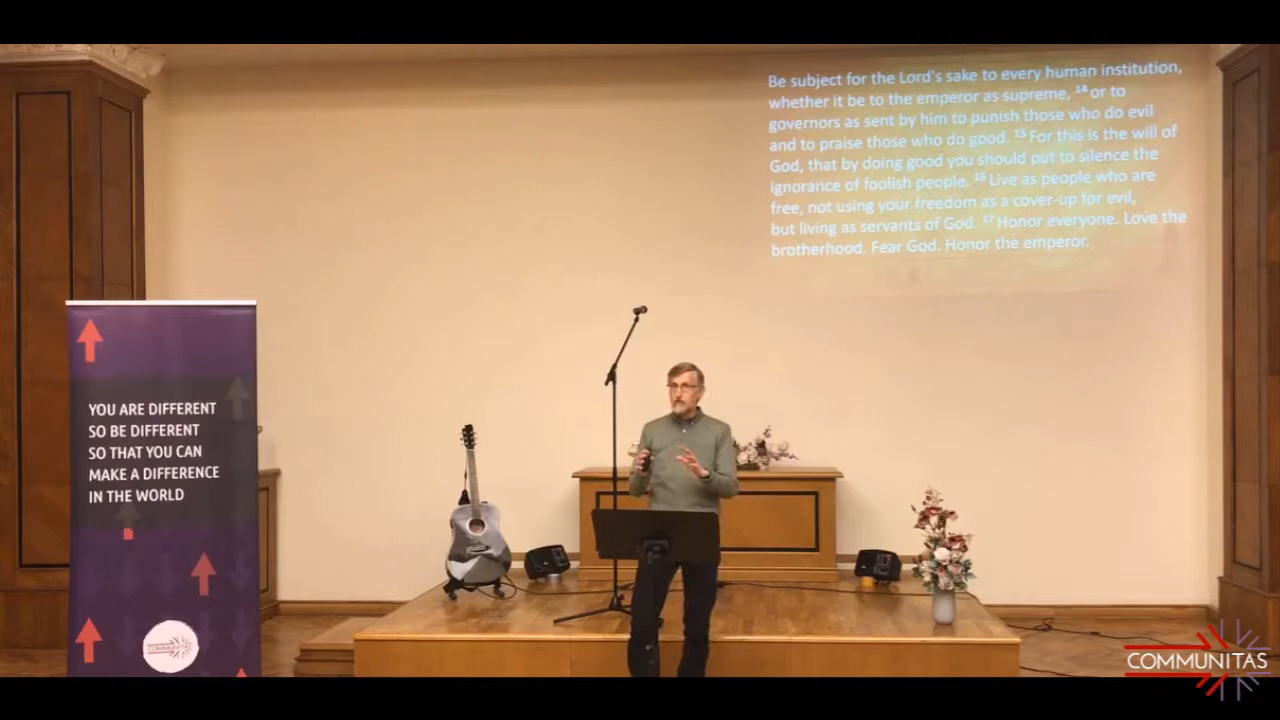 Be subject for the Lord's sake to every human institution,
whether it be to the emperor as supreme, 14 or to
governors as sent by him to punish those who do evil
and to praise those who do good. 15 For this is the will of
God, that by doing good you should put to silence the
ignorance of foolish people. 16 Live as people who are
free, not using your freedom as a cover-up for evil,
but living as servants of God. 17 Honor everyone. Love the
brotherhood. Fear God. Honor the emperor.
YOU ARE DIFFERENT
SO BE DIFFERENT
SO THAT YOU CAN
MAKE A DIFFERENCE
IN THE WORLD
COMMUNITAS
COMMUNITAS